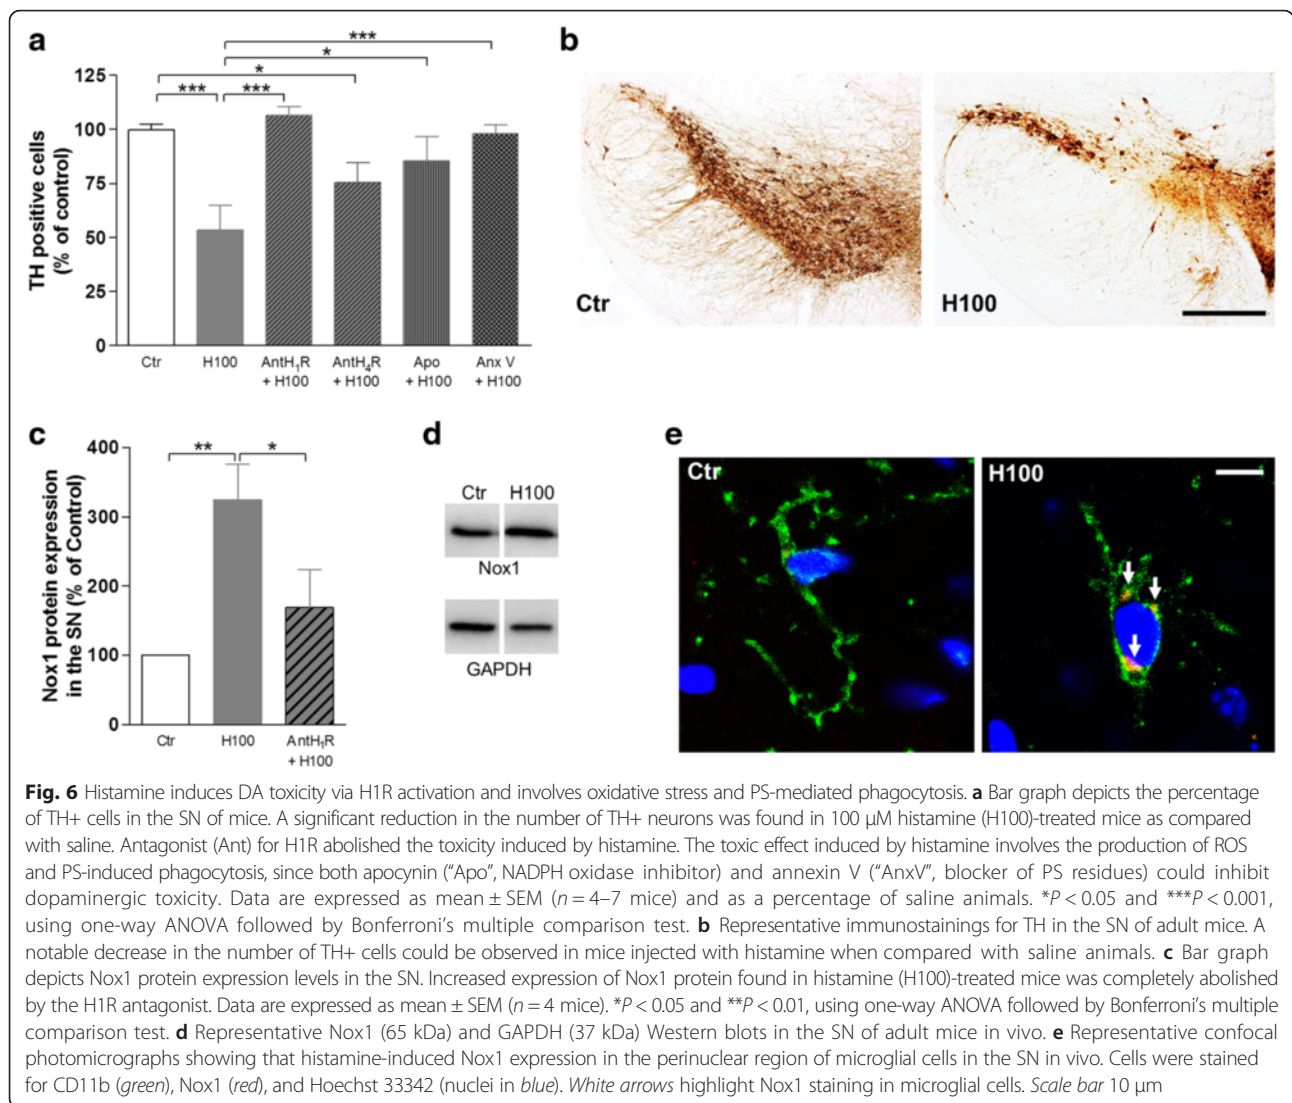 a
***
*
*
***
***
125
100
75
50
25
0
TH positive cells
(% of control)
Ctr
H100
AntH₁R
+ H100
AntH₄R
+ H100
Apo
+ H100
Anx V
+ H100
b
Ctr
H100
c
**
*
400
300
200
100
0
Nox1 protein expression
in the SN (% of Control)
Ctr
H100
AntH₁R
+ H100
d
Ctr H100
Nox1
GAPDH
e
Ctr
H100
Fig. 6 Histamine induces DA toxicity via H1R activation and involves oxidative stress and PS-mediated phagocytosis. a Bar graph depicts the percentage
of TH+ cells in the SN of mice. A significant reduction in the number of TH+ neurons was found in 100 μM histamine (H100)-treated mice as compared
with saline. Antagonist (Ant) for H1R abolished the toxicity induced by histamine. The toxic effect induced by histamine involves the production of ROS
and PS-induced phagocytosis, since both apocynin (“Apo”, NADPH oxidase inhibitor) and annexin V (“AnxV”, blocker of PS residues) could inhibit
dopaminergic toxicity. Data are expressed as mean ± SEM (n = 4–7 mice) and as a percentage of saline animals. *P < 0.05 and ***P < 0.001,
using one-way ANOVA followed by Bonferroni’s multiple comparison test. b Representative immunostainings for TH in the SN of adult mice. A
notable decrease in the number of TH+ cells could be observed in mice injected with histamine when compared with saline animals. c Bar graph
depicts Nox1 protein expression levels in the SN. Increased expression of Nox1 protein found in histamine (H100)-treated mice was completely abolished
by the H1R antagonist. Data are expressed as mean ± SEM (n = 4 mice). *P < 0.05 and **P < 0.01, using one-way ANOVA followed by Bonferroni’s multiple
comparison test. d Representative Nox1 (65 kDa) and GAPDH (37 kDa) Western blots in the SN of adult mice in vivo. e Representative confocal
photomicrographs showing that histamine-induced Nox1 expression in the perinuclear region of microglial cells in the SN in vivo. Cells were stained
for CD11b (green), Nox1 (red), and Hoechst 33342 (nuclei in blue). White arrows highlight Nox1 staining in microglial cells. Scale bar 10 μm